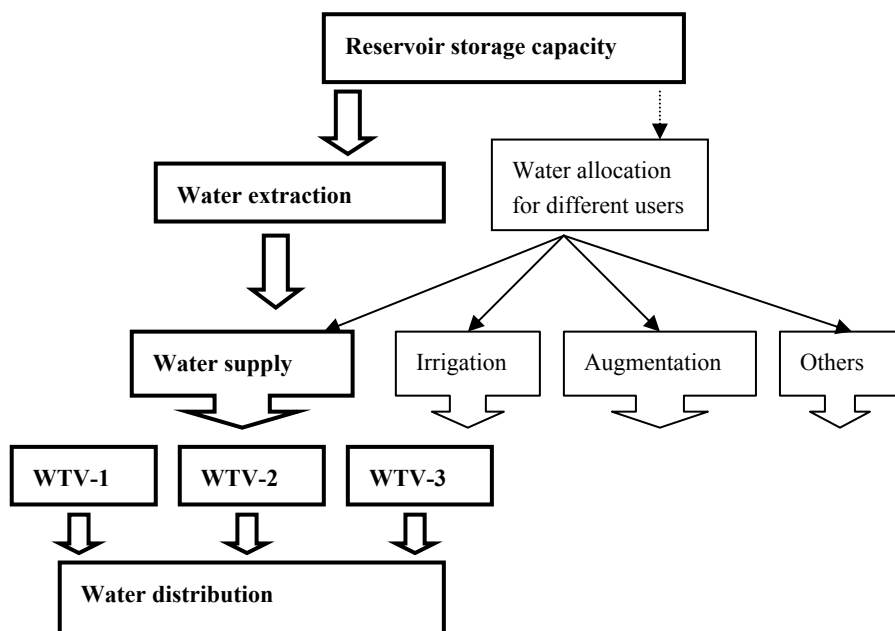 Reservoir storage capacity
Water extraction
Water allocation
for different users
Water supply
Irrigation
Augmentation
Others
WTV-1
WTV-2
WTV-3
Water distribution